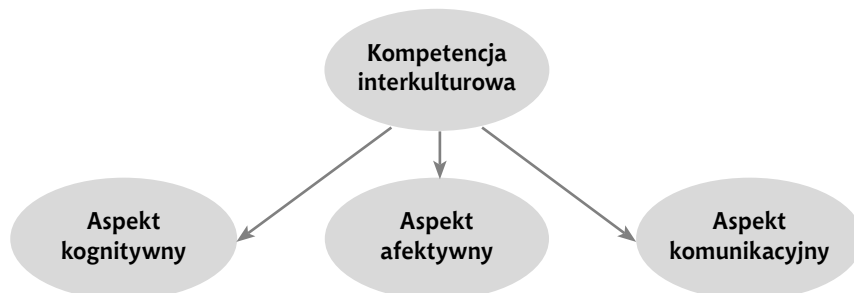 Kompetencja
interkulturowa
Aspekt
kognitywny
Aspekt
afektywny
Aspekt
komunikacyjny